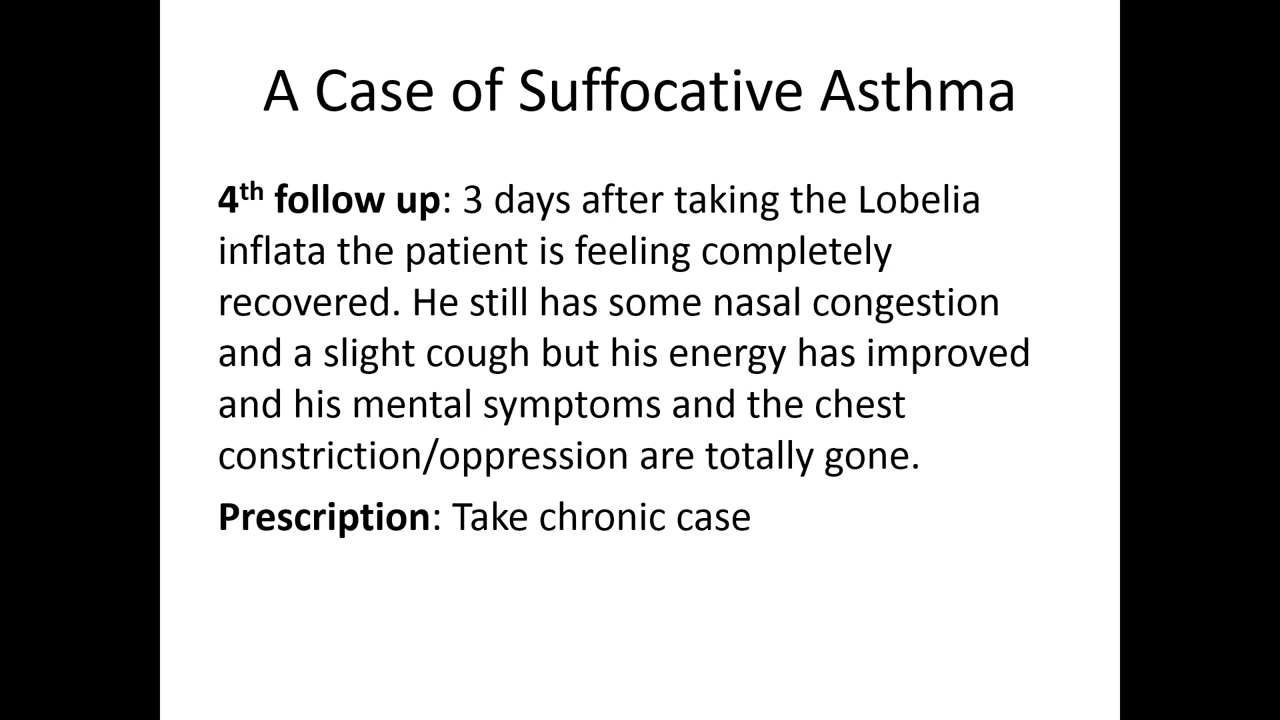 A Case of Suffocative Asthma
4th follow up: 3 days after taking the Lobelia
inflata the patient is feeling completely
recovered. He still has some nasal congestion
and a slight cough but his energy has improved
and his mental symptoms and the chest
constriction/oppression are totally gone.
Prescription: Take chronic case